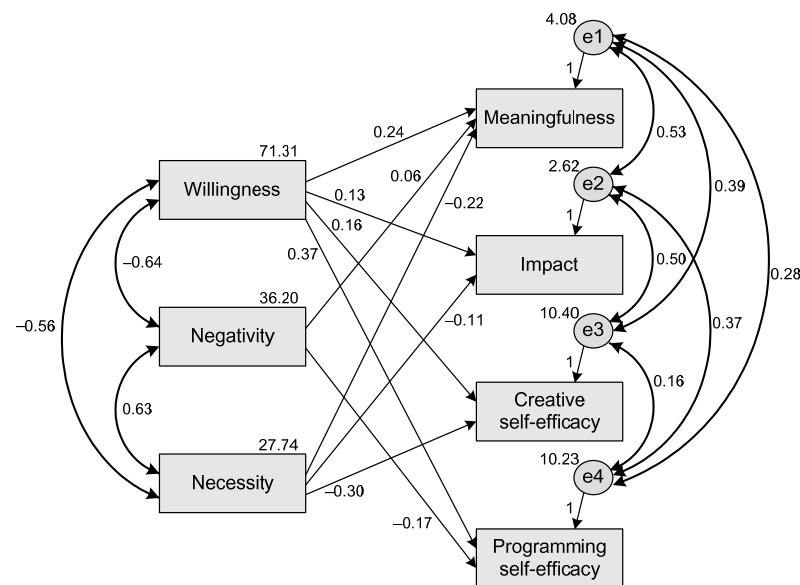 4.08
e1
1
Meaningfulness
0.24
71.31
0.53
Willingness
0.06
2.62
e2
0.13
–0.22
0.39
1
0.16
0.37
Impact
–0.64
0.50
0.28
36.20
10.40
–0.11
0.37
–0.56
Negativity
e3
1
0.16
0.63
Creative
self-efficacy
27.74
10.23
Necessity
e4
–0.30
1
–0.17
Programming
self-efficacy